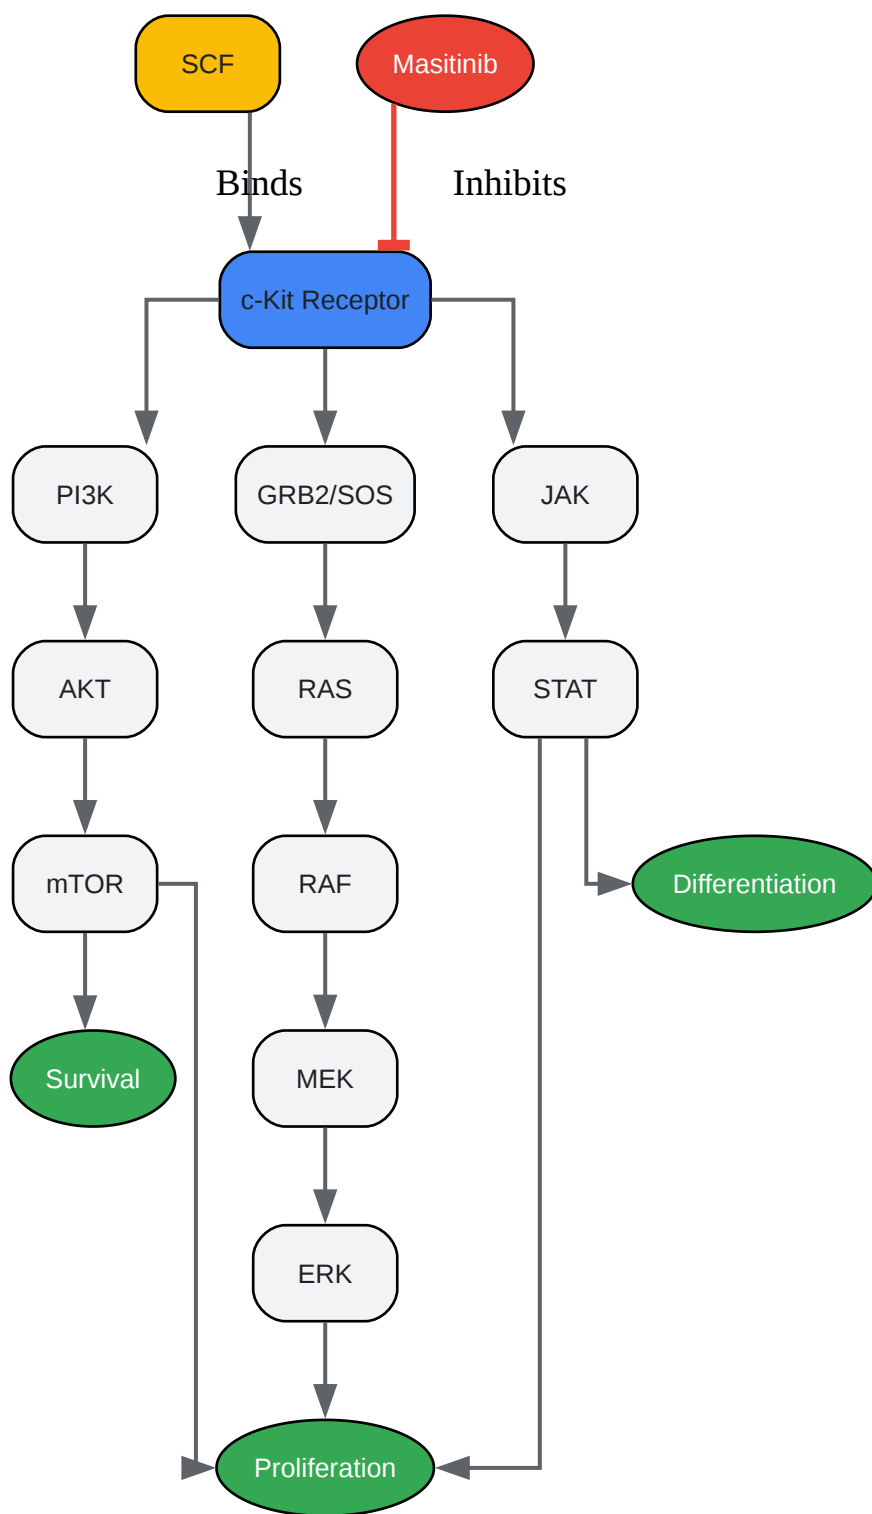 SCF
Masitinib
Binds
Inhibits
c-Kit Receptor
PI3K
GRB2/SOS
JAK
AKT
RAS
STAT
mTOR
RAF
Differentiation
Survival
MEK
ERK
Proliferation